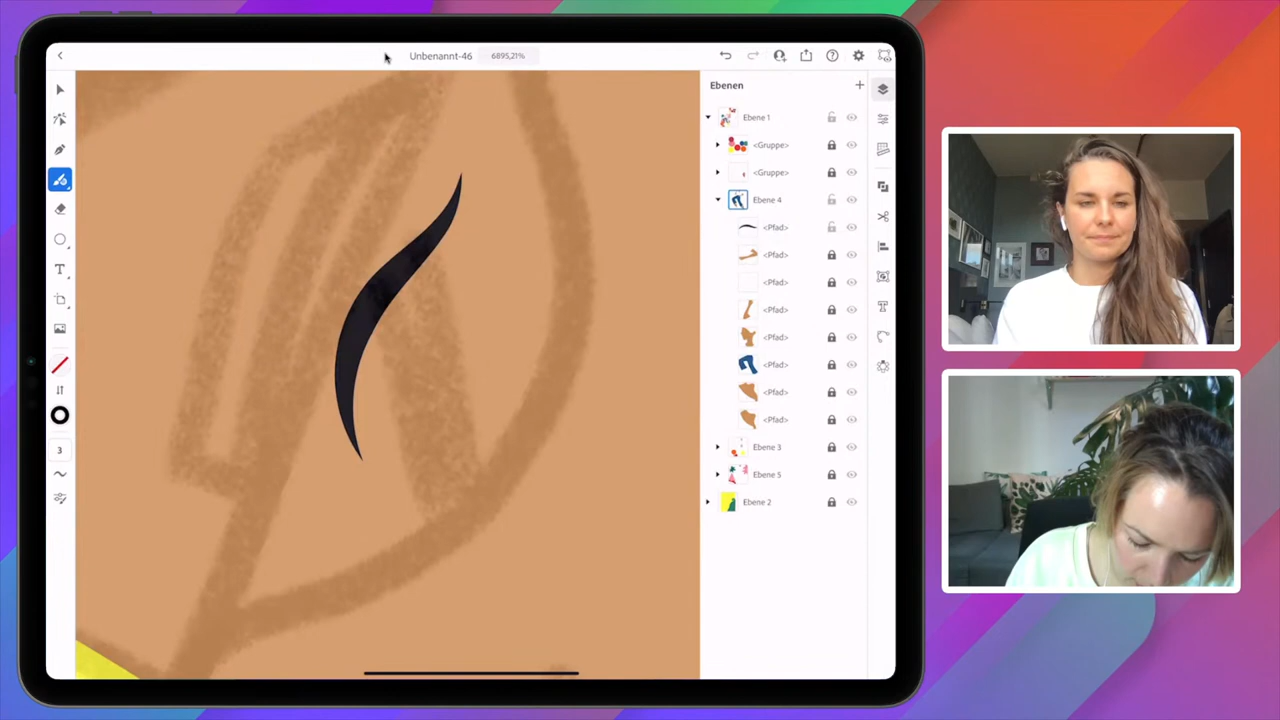 Unbenannt-46 6895,21%
Ebenen
Ebene 1
<Gruppe>
<Gruppe>
Ebene 4
<Pfad>
<Pfad>
<Pfad>
<Pfad>
<Pfad>
<Pfad>
<Pfad>
<Pfad>
Ebene 3
Ebene 5
Ebene 2
3